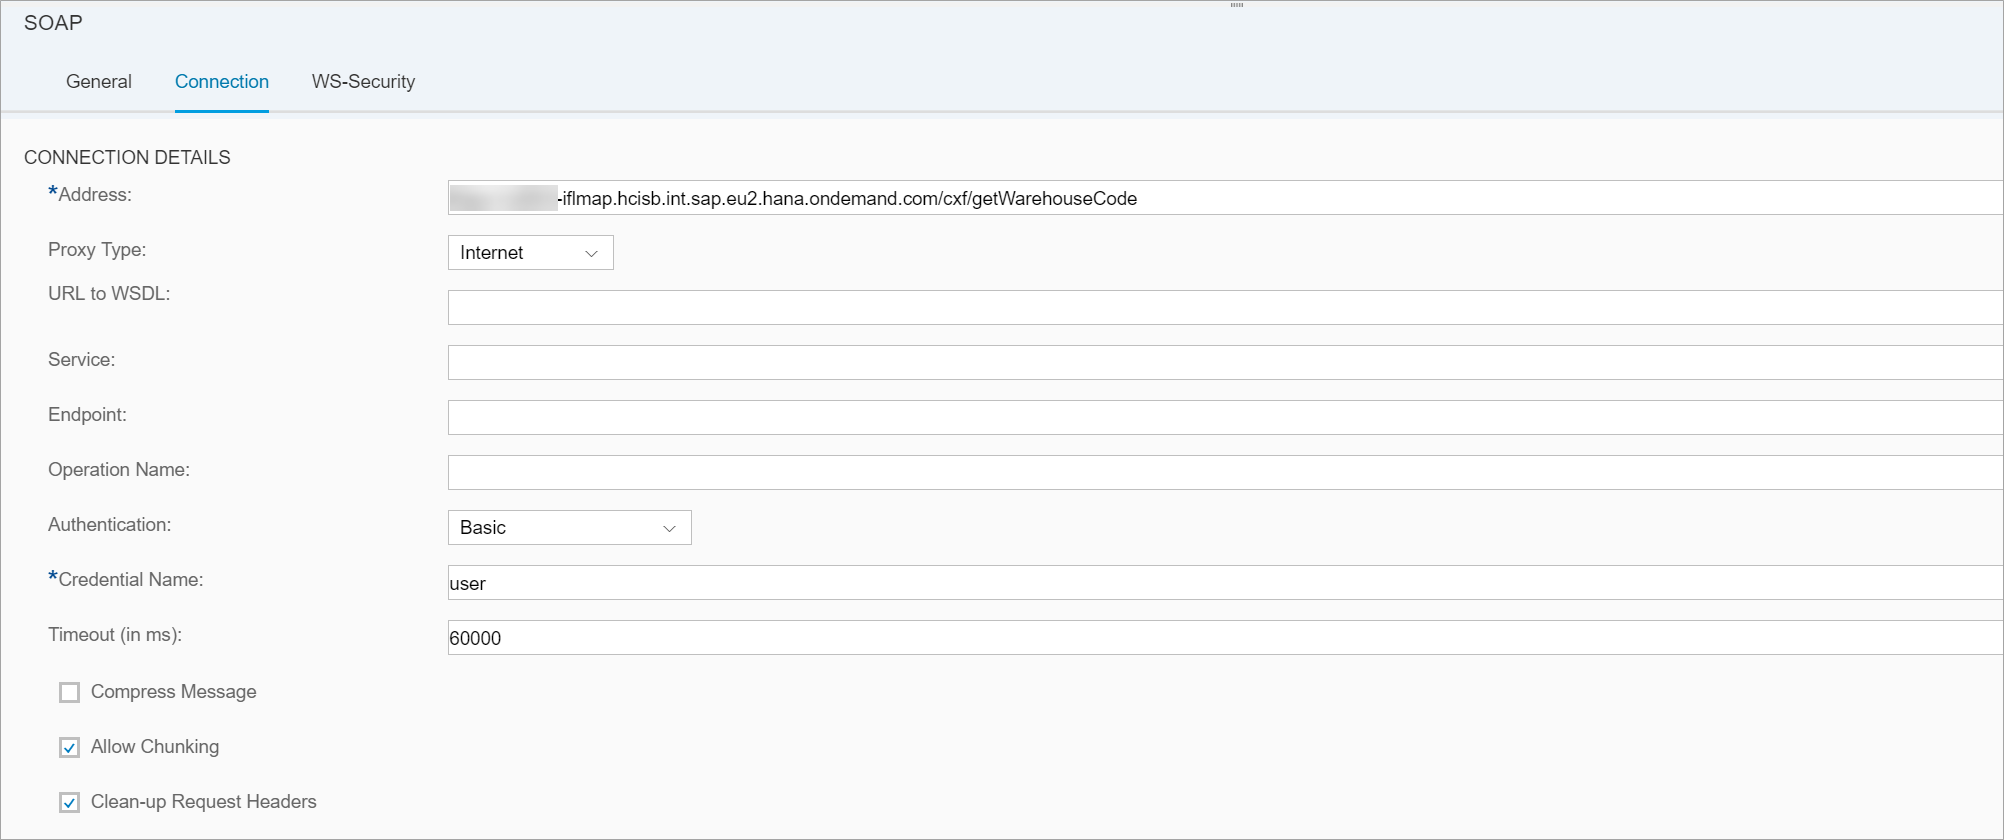 SOAP
General Connection WS-Security
CONNECTION DETAILS
*Address: -iflmap.hcisb.int.sap.eu2.hana.ondemand.com/cxf/getWarehouseCode
Proxy Type: Internet
URL to WSDL:
Service:
Endpoint:
Operation Name:
Authentication: Basic
*Credential Name: user
Timeout (in ms): 60000
Compress Message
Allow Chunking
Clean-up Request Headers